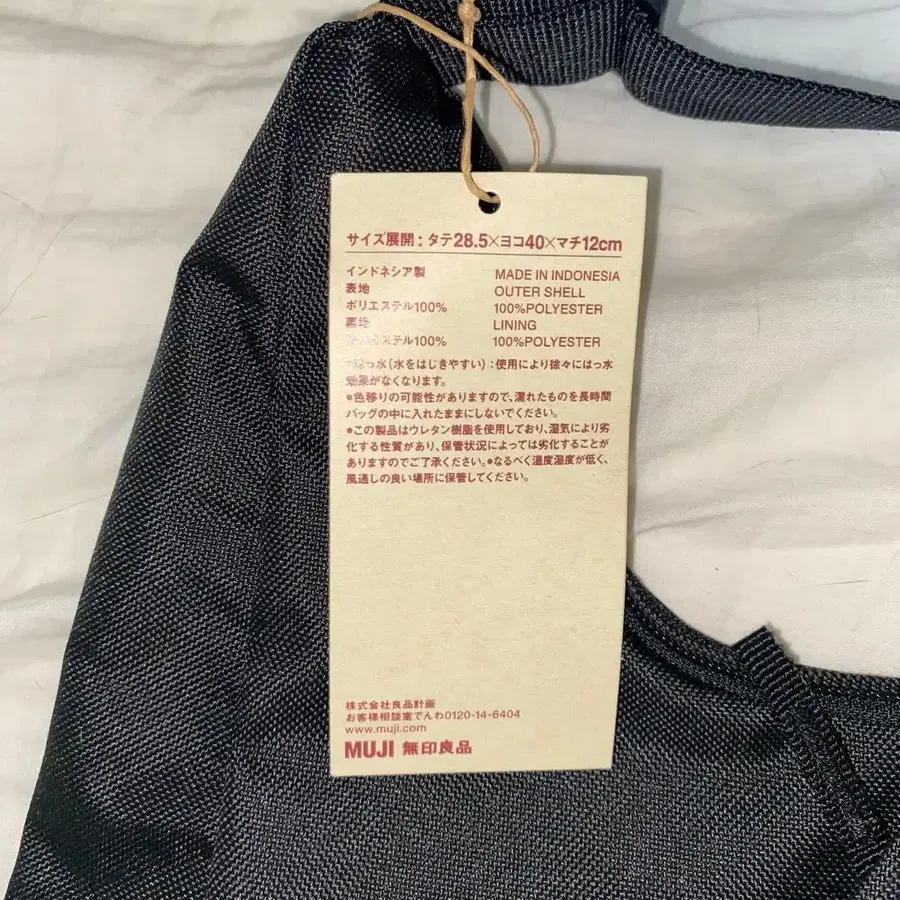 サイズ展開：タテ28.5×ヨコ40×マチ12cm
インドネシア製 MADE IN INDONESIA
表地 OUTER SHELL
ポリエステル100% 100%POLYESTER
裏地 LINING
ポリエステル100% 100%POLYESTER
はっ水(水をはじきやすい)：使用により徐々にはっ水
効果がなくなります。
●色移りの可能性がありますので、濡れたものを長時間
バッグの中に入れたままにしないでください。
●この製品はウレタン樹脂を使用しており、湿気により劣
化する性質があり、保管状況によっては劣化することが
ありますのでご了承ください。●なるべく温度湿度が低く、
風通しの良い場所に保管してください。
株式会社良品計画
お客様相談室でんわ0120-14-6404
www.muji.com
MUJI 無印良品